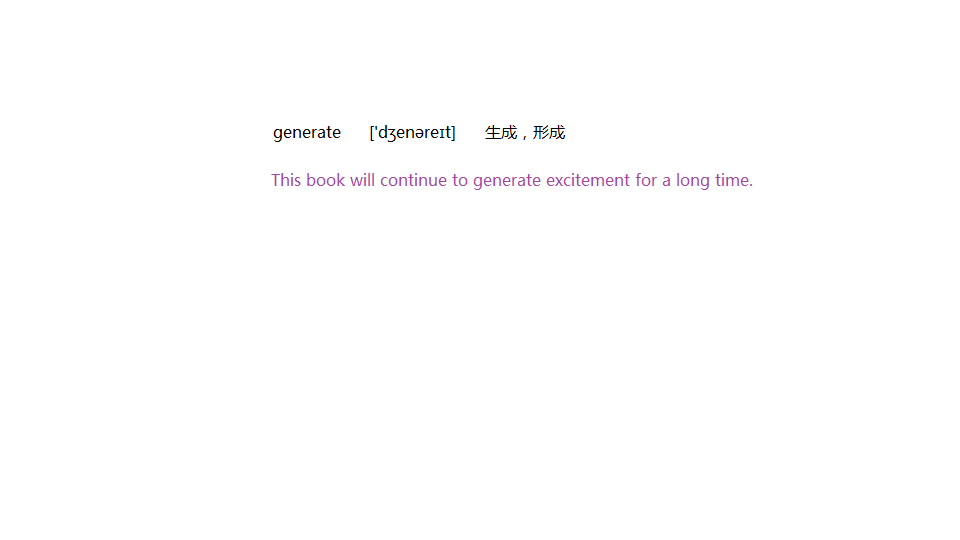 generate ['dʒenəreɪt] 生成，形成
This book will continue to generate excitement for a long time.